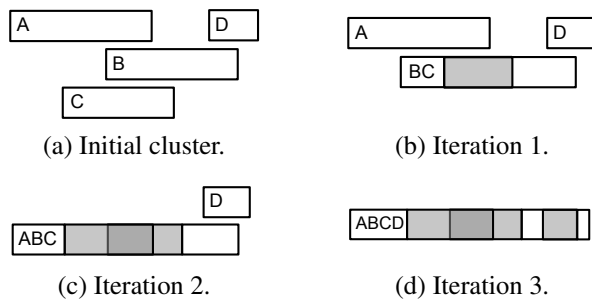 A
D
B
C
(a) Initial cluster.
A
D
BC
(b) Iteration 1.
D
ABC
(c) Iteration 2.
ABCD
(d) Iteration 3.